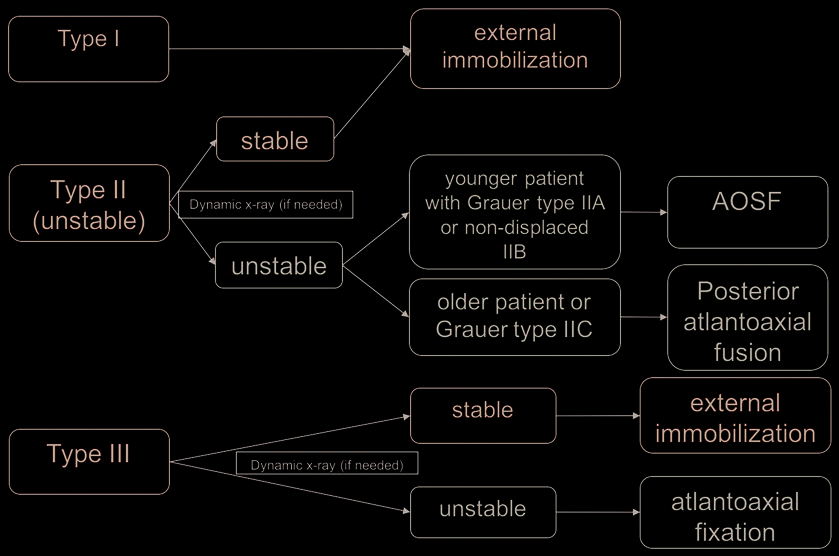 Type I
external
immobilization
stable
Type II
(unstable)
Dynamic x-ray (if needed)
unstable
younger patient
with Grauer type IIA
or non-displaced
IIB
AOSF
older patient or
Grauer type IIC
Posterior
atlantoaxial
fusion
Type III
Dynamic x-ray (if needed)
stable
external
immobilization
unstable
atlantoaxial
fixation